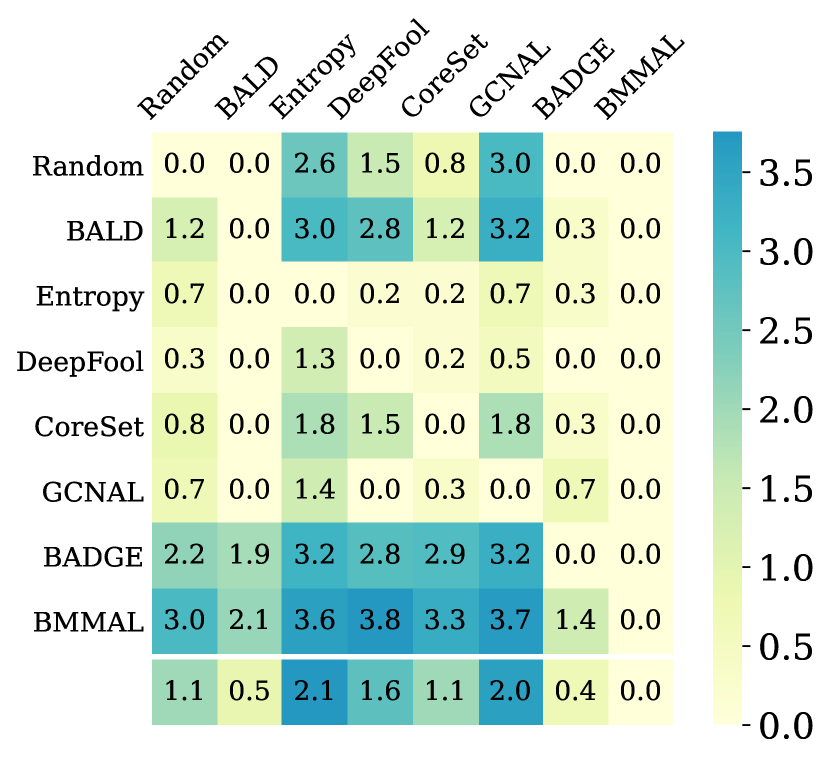 Random BALD Entropy DeepFool CoreSet GCNAL BADGE BMMAL
Random 0.0 0.0 2.6 1.5 0.8 3.0 0.0 0.0
BALD 1.2 0.0 3.0 2.8 1.2 3.2 0.3 0.0
Entropy 0.7 0.0 0.0 0.2 0.2 0.7 0.3 0.0
DeepFool 0.3 0.0 1.3 0.0 0.2 0.5 0.0 0.0
CoreSet 0.8 0.0 1.8 1.5 0.0 1.8 0.3 0.0
GCNAL 0.7 0.0 1.4 0.0 0.3 0.0 0.7 0.0
BADGE 2.2 1.9 3.2 2.8 2.9 3.2 0.0 0.0
BMMAL 3.0 2.1 3.6 3.8 3.3 3.7 1.4 0.0
1.1 0.5 2.1 1.6 1.1 2.0 0.4 0.0
3.5
3.0
2.5
2.0
1.5
1.0
0.5
0.0